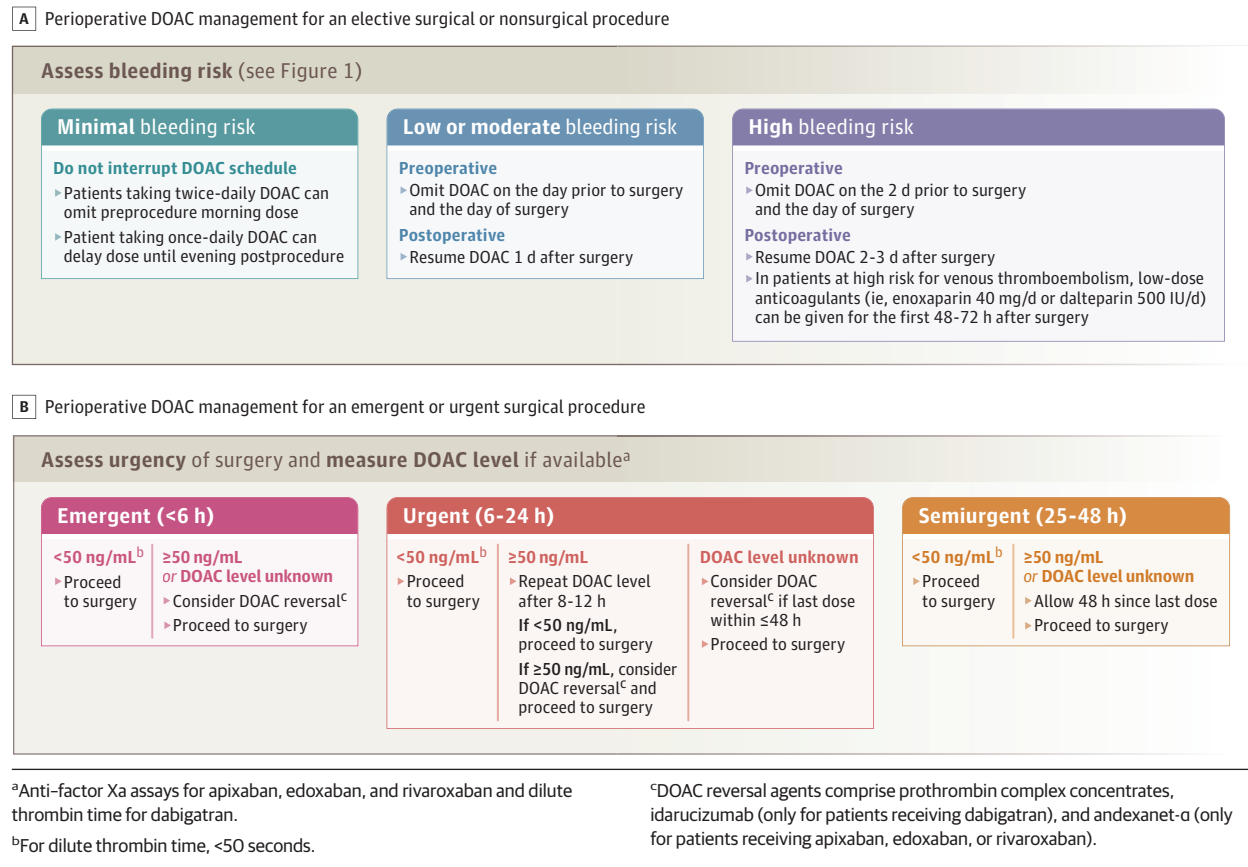 A Perioperative DOAC management for an elective surgical or nonsurgical procedure
Assess bleeding risk (see Figure 1)
Minimal bleeding risk
Do not interrupt DOAC schedule
▸Patients taking twice-daily DOAC can
omit preprocedure morning dose
▸Patient taking once-daily DOAC can
delay dose until evening postprocedure
Low or moderate bleeding risk
Preoperative
▸Omit DOAC on the day prior to surgery
and the day of surgery
Postoperative
▸Resume DOAC 1 d after surgery
High bleeding risk
Preoperative
▸Omit DOAC on the 2 d prior to surgery
and the day of surgery
Postoperative
▸Resume DOAC 2-3 d after surgery
▸In patients at high risk for venous thromboembolism, low-dose
anticoagulants (ie, enoxaparin 40 mg/d or dalteparin 500 IU/d)
can be given for the first 48-72 h after surgery
B Perioperative DOAC management for an emergent or urgent surgical procedure
Assess urgency of surgery and measure DOAC level if availableᵃ
Emergent (<6 h)
<50 ng/mLᵇ
▸Proceed
to surgery
≥50 ng/mL
or DOAC level unknown
▸Consider DOAC reversalᶜ
▸Proceed to surgery
Urgent (6-24 h)
<50 ng/mLᵇ
▸Proceed
to surgery
≥50 ng/mL
▸Repeat DOAC level
after 8-12 h
If <50 ng/mL,
proceed to surgery
If ≥50 ng/mL, consider
DOAC reversalᶜ and
proceed to surgery
DOAC level unknown
▸Consider DOAC
reversalᶜ if last dose
within ≤48 h
▸Proceed to surgery
Semiurgent (25-48 h)
<50 ng/mLᵇ
▸Proceed
to surgery
≥50 ng/mL
or DOAC level unknown
▸Allow 48 h since last dose
▸Proceed to surgery
ᵃAnti–factor Xa assays for apixaban, edoxaban, and rivaroxaban and dilute
thrombin time for dabigatran.
ᵇFor dilute thrombin time, <50 seconds.
ᶜDOAC reversal agents comprise prothrombin complex concentrates,
idarucizumab (only for patients receiving dabigatran), and andexanet-α (only
for patients receiving apixaban, edoxaban, or rivaroxaban).